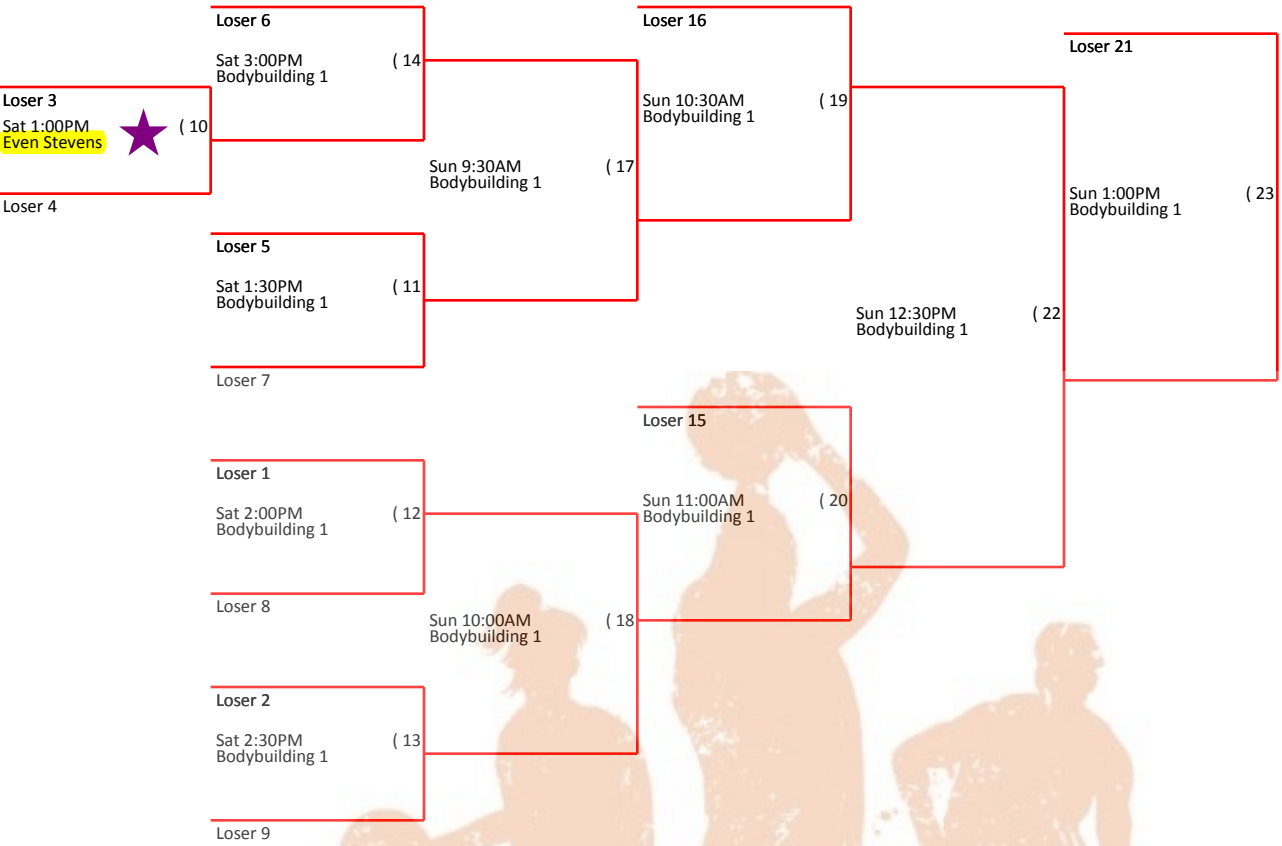 Loser 6
Sat 3:00PM ( 14
Bodybuilding 1
Loser 3
Sat 1:00PM ( 10
Even Stevens
Loser 4
Loser 5
Sat 1:30PM ( 11
Bodybuilding 1
Loser 7
Loser 1
Sat 2:00PM ( 12
Bodybuilding 1
Loser 8
Loser 2
Sat 2:30PM ( 13
Bodybuilding 1
Loser 9
Sun 9:30AM ( 17
Bodybuilding 1
Sun 10:00AM ( 18
Bodybuilding 1
Loser 16
Sun 10:30AM ( 19
Bodybuilding 1
Loser 15
Sun 11:00AM ( 20
Bodybuilding 1
Sun 12:30PM ( 22
Bodybuilding 1
Loser 21
Sun 1:00PM ( 23
Bodybuilding 1